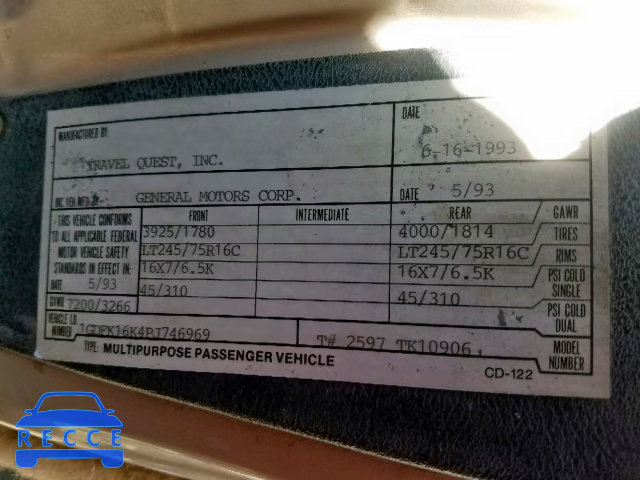 MANUFACTURED BY: DATE
TRAVEL QUEST, INC. 6-16-1993
INC. VEH. MFD. BY: GENERAL MOTORS CORP. DATE 5/93
THIS VEHICLE CONFORMS FRONT INTERMEDIATE REAR GAWR
TO ALL APPLICABLE FEDERAL 3925/1780 4000/1814 TIRES
MOTOR VEHICLE SAFETY LT245/75R16C LT245/75R16C RIMS
STANDARDS IN EFFECT IN: 16X7/6.5K 16X7/6.5K PSI COLD SINGLE
DATE 5/93 45/310 45/310 PSI COLD DUAL
GVWR 7200/3266
VEHICLE I.D. NUMBER T# 2597 TK10906 MODEL NUMBER
TYPE: MULTIPURPOSE PASSENGER VEHICLE CD-122
RECCE